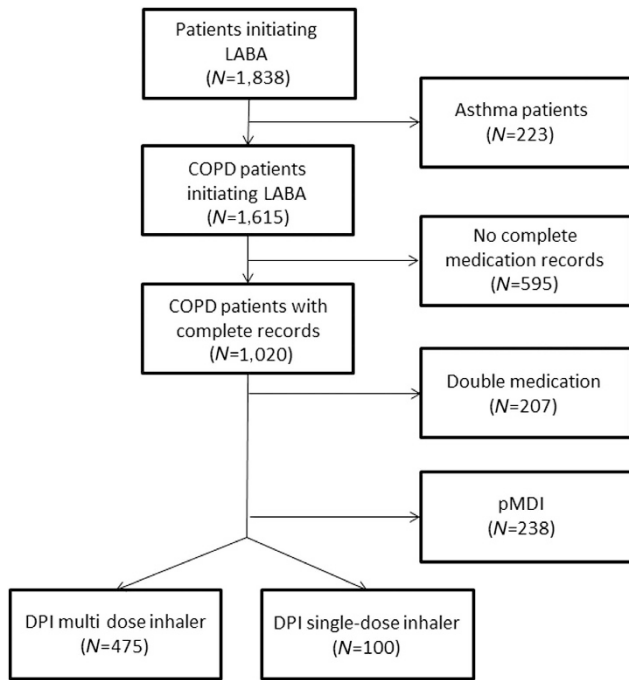 Patients initiating
LABA
(N=1,838)
Asthma patients
(N=223)
COPD patients
initiating LABA
(N=1,615)
No complete
medication records
(N=595)
COPD patients with
complete records
(N=1,020)
Double medication
(N=207)
pMDI
(N=238)
DPI multi dose inhaler
(N=475)
DPI single-dose inhaler
(N=100)